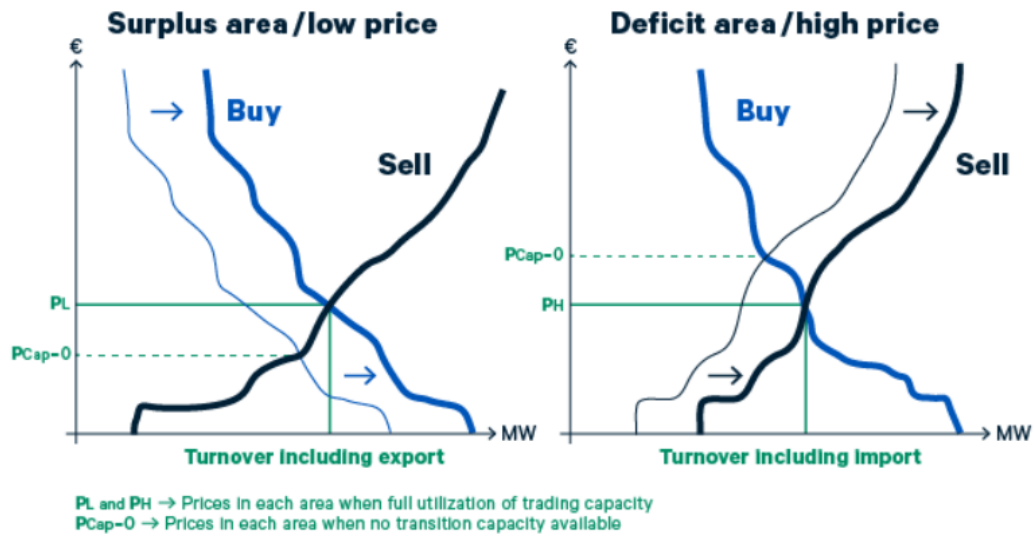 Surplus area/low price
Deficit area/high price
€
€
Buy
Buy
Sell
Sell
PCap-0
PL
PH
PCap-0
MW
MW
Turnover including export
Turnover including import
PL and PH → Prices in each area when full utilization of trading capacity
PCap-0 → Prices in each area when no transition capacity available